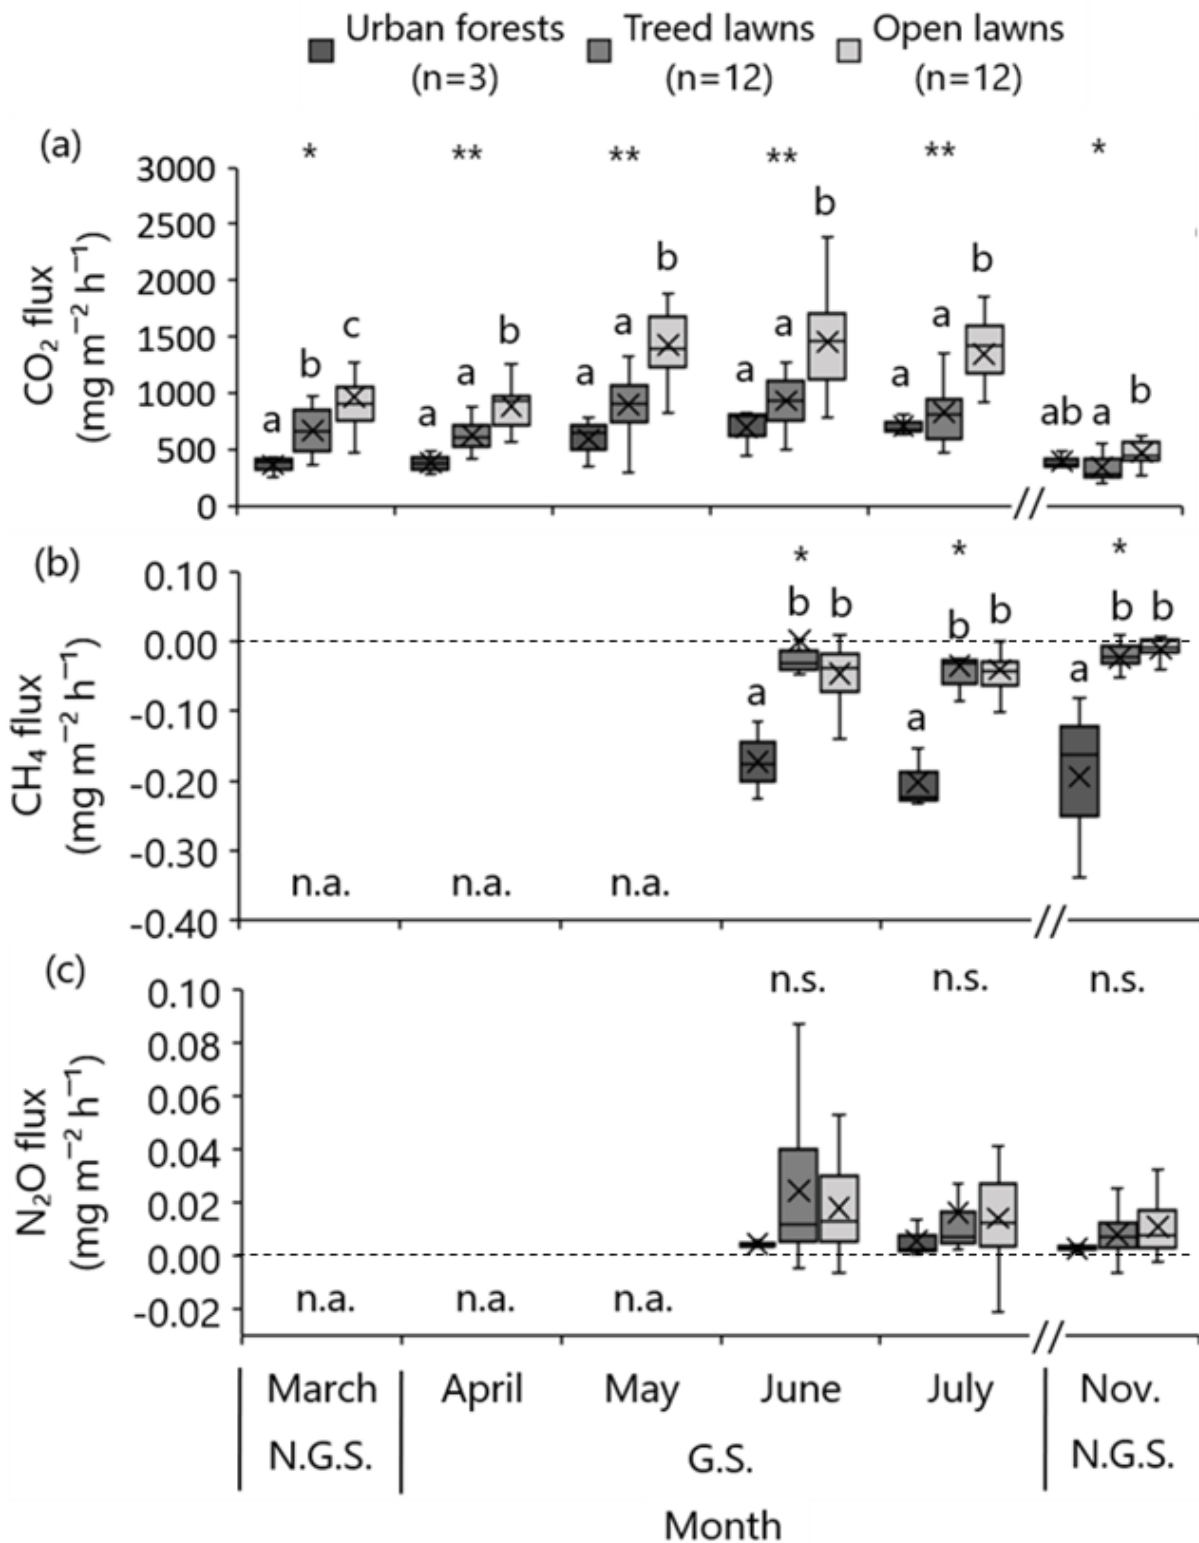 Urban forests Treed lawns Open lawns
(n=3) (n=12) (n=12)
(a)
* ** ** ** ** *
CO₂ flux
(mg m⁻² h⁻¹)
3000
2500
2000
1500
1000
500
0
a b c a a b a a b a a b a a b ab a b
//
(b)
CH₄ flux
(mg m⁻² h⁻¹)
0.10
0.00
-0.10
-0.20
-0.30
-0.40
* * *
a b b a b b a b b
n.a. n.a. n.a.
//
(c)
N₂O flux
(mg m⁻² h⁻¹)
0.10
0.08
0.06
0.04
0.02
0.00
-0.02
n.s. n.s. n.s.
n.a. n.a. n.a.
//
March April May June July Nov.
N.G.S. G.S. N.G.S.
Month